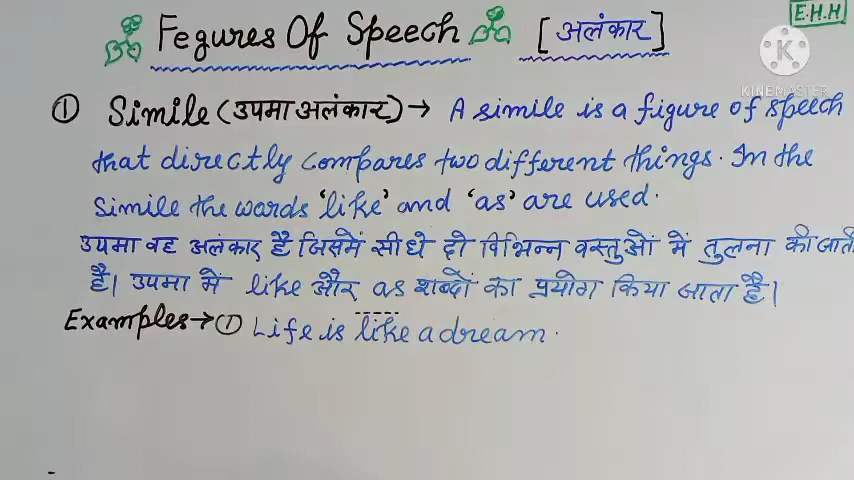 E.H.H
Fegures Of Speech [अलंकार]
K
KINEMASTER
① Simile (उपमा अलंकार) → A simile is a figure of speech
that directly compares two different things. In the
simile the words 'like' and 'as' are used.
उपमा वह अलंकार है जिसमें सीधे दो विभिन्न वस्तुओं में तुलना की जाती
है। उपमा में like और as शब्दों का प्रयोग किया जाता है।
Examples → ① Life is like a dream.